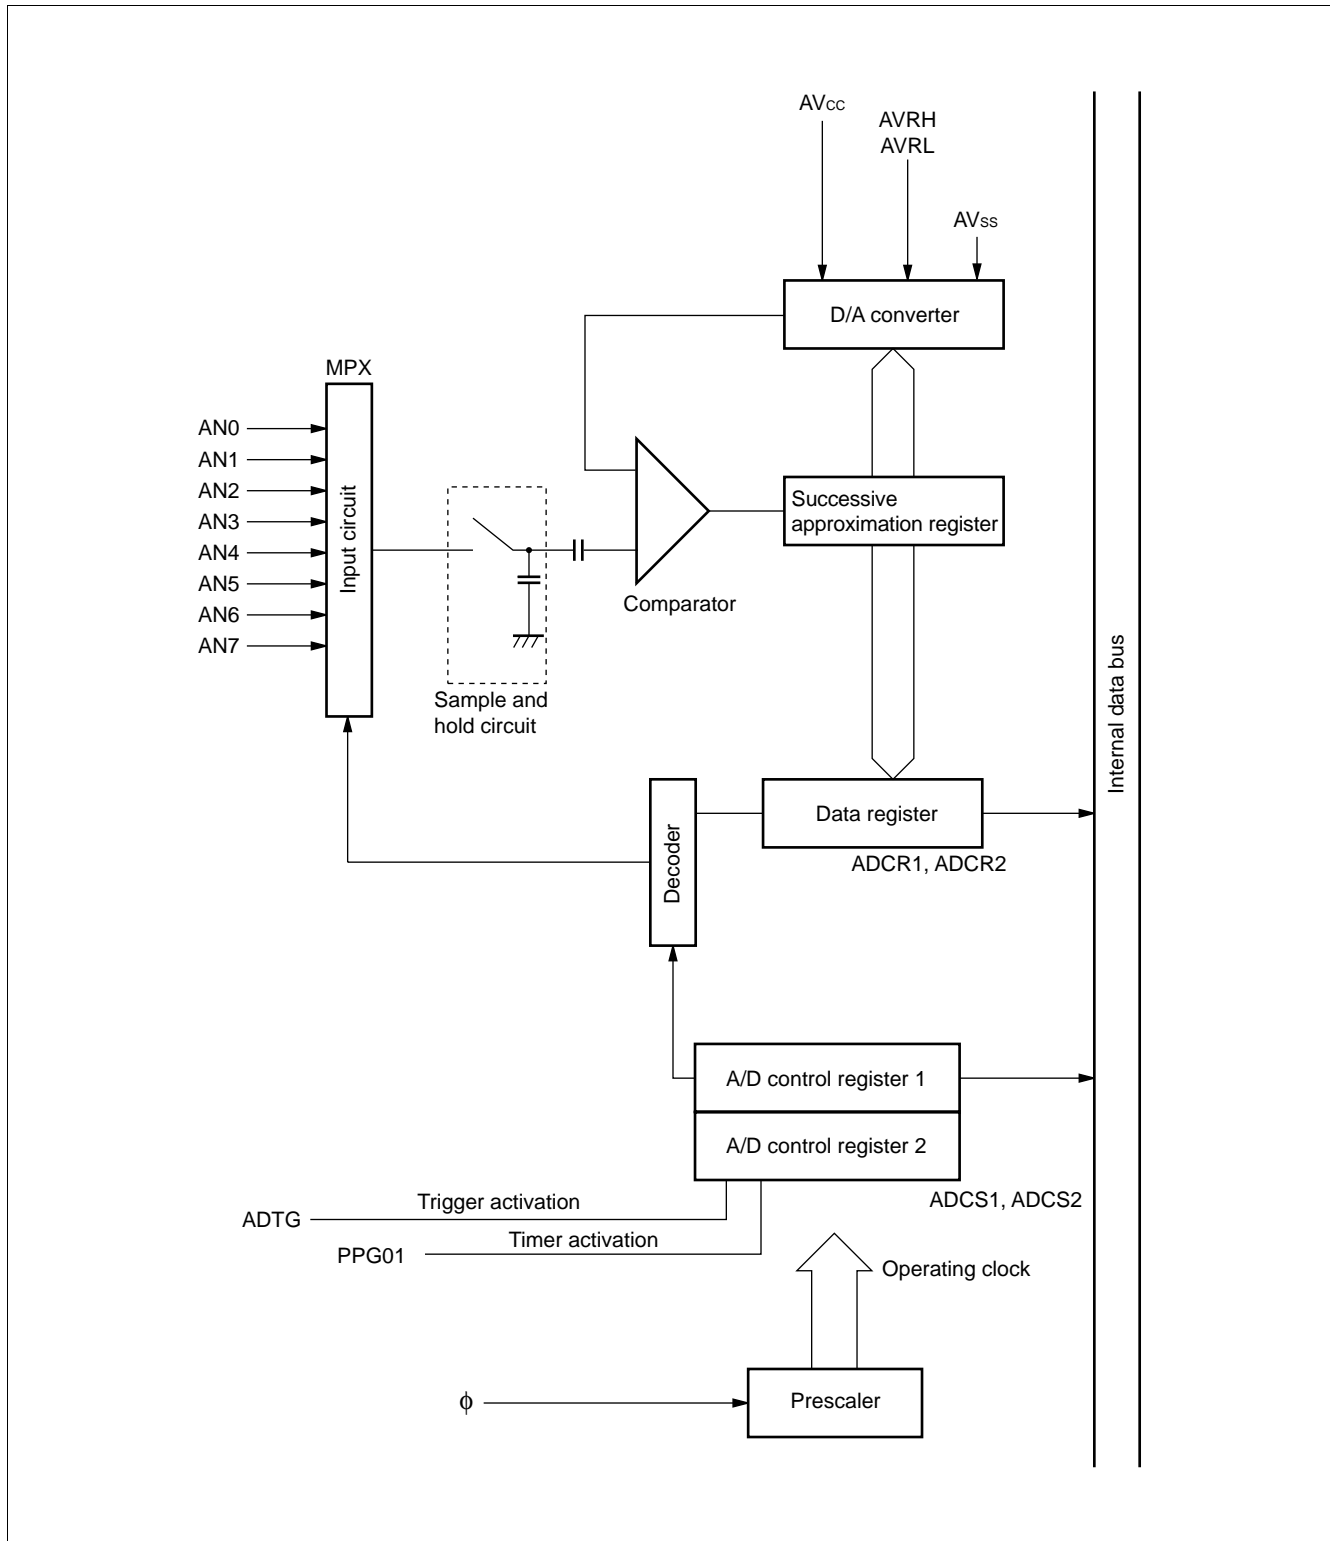 AVCC
AVRH
AVRL
AVSS
D/A converter
MPX
AN0
AN1
AN2
AN3
AN4
AN5
AN6
AN7
Input circuit
Successive
approximation register
Comparator
Sample and
hold circuit
Internal data bus
Data register
Decoder
ADCR1, ADCR2
A/D control register 1
A/D control register 2
ADCS1, ADCS2
Trigger activation
ADTG
Timer activation
PPG01
Operating clock
Prescaler
ϕ